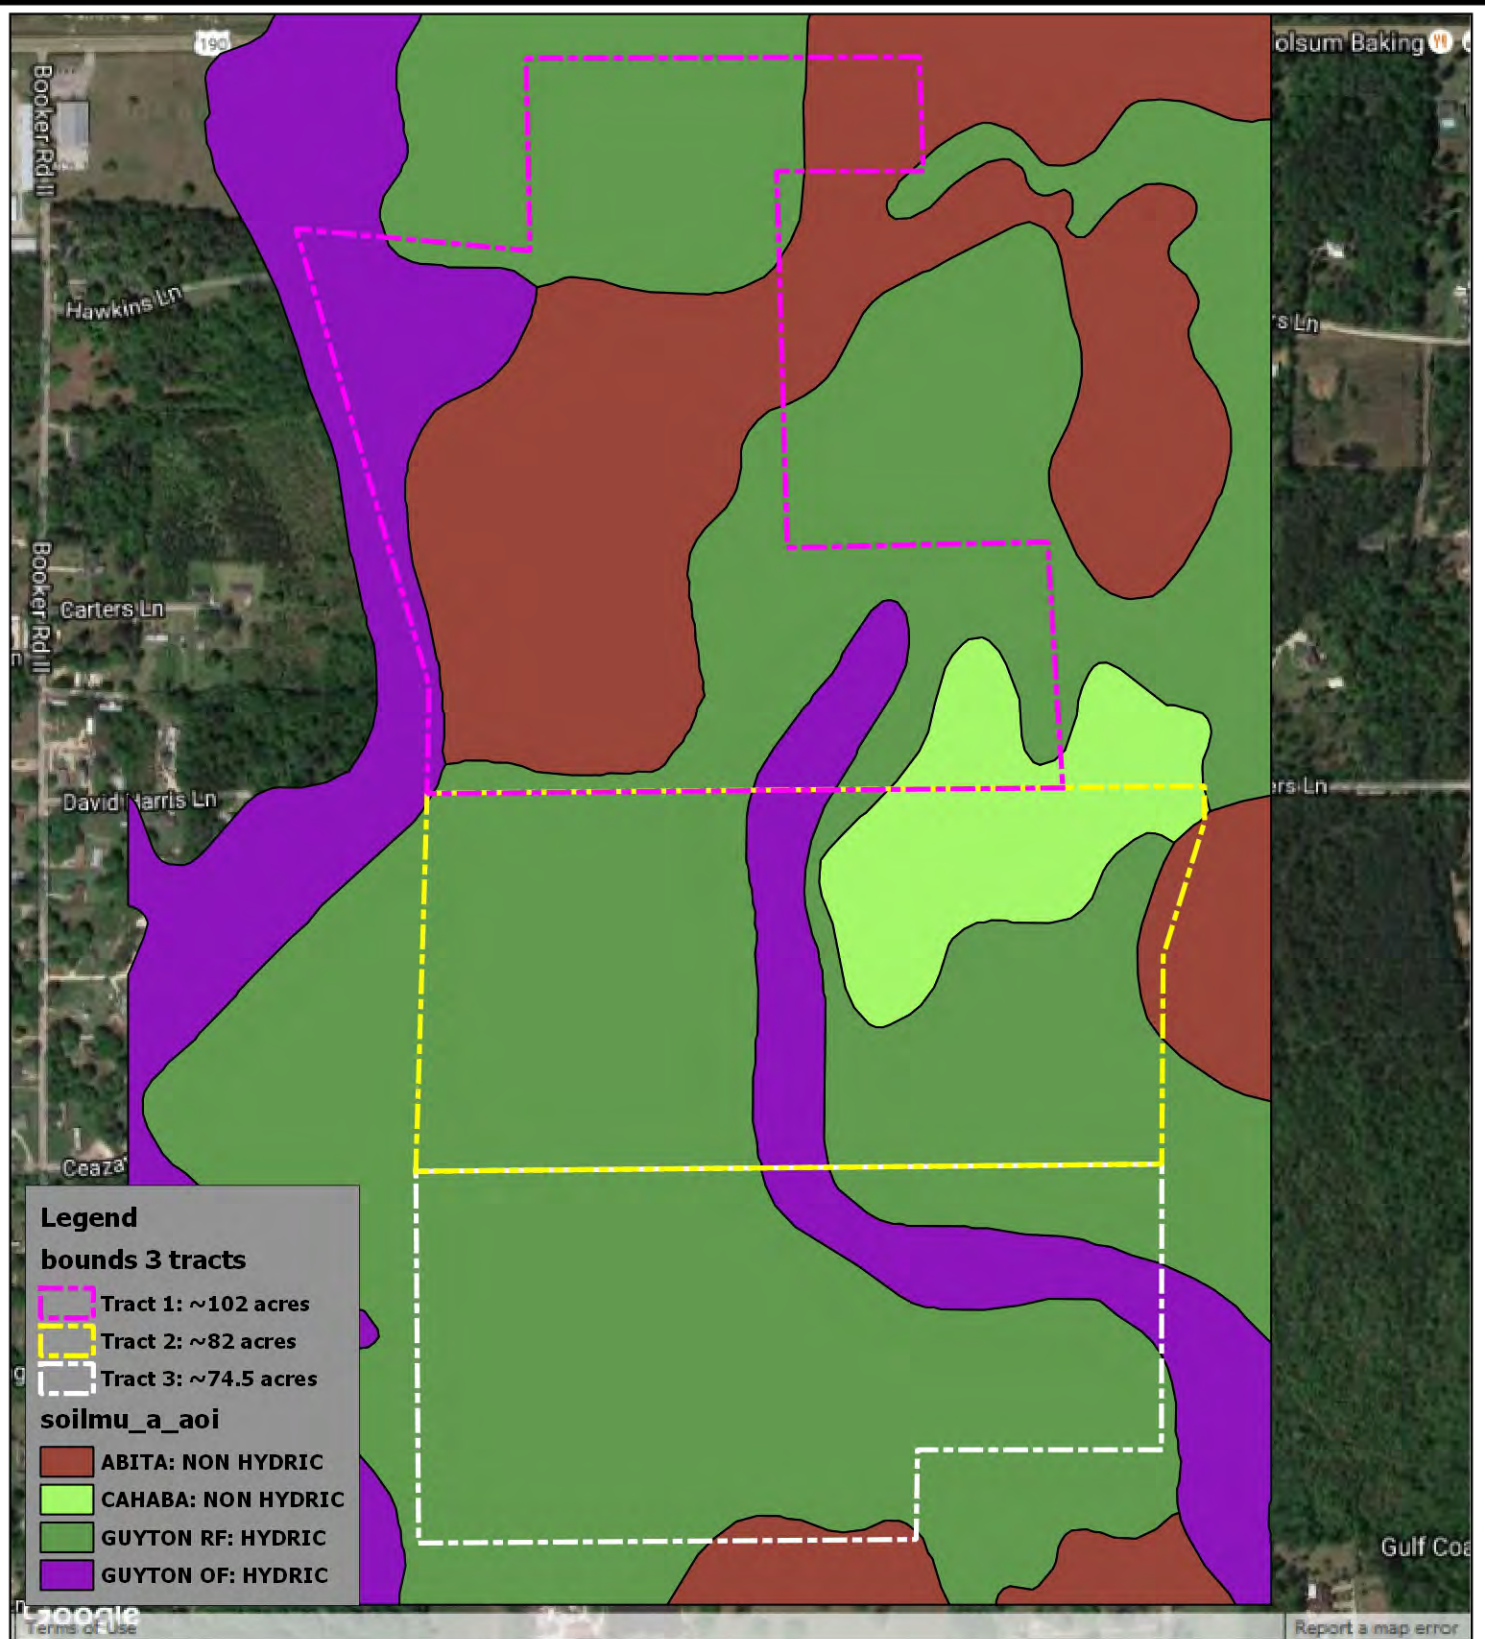 190
olsum Baking
Booker Rd II
Hawkins Ln
rs Ln
Booker Rd II
Carters Ln
n
David Harris Ln
ers Ln
Ceaza
Legend
bounds 3 tracts
Tract 1: ~102 acres
Tract 2: ~82 acres
Tract 3: ~74.5 acres
g
soilmu_a_aoi
ABITA: NON HYDRIC
CAHABA: NON HYDRIC
GUYTON RF: HYDRIC
GUYTON OF: HYDRIC
Gulf Coa
Google
Terms of Use
Report a map error